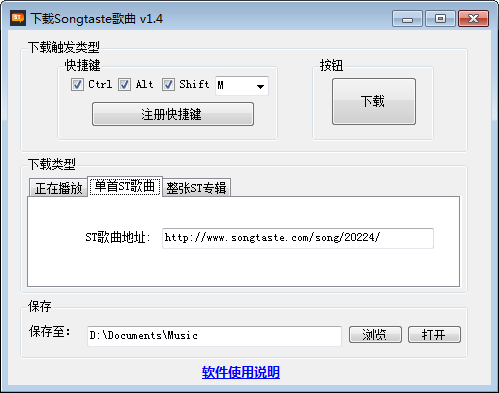 下载Songtaste歌曲 v1.4
下载触发类型
快捷键
Ctrl Alt Shift M
注册快捷键
按钮
下载
下载类型
正在播放 单首ST歌曲 整张ST专辑
ST歌曲地址: http://www.songtaste.com/song/20224/
保存
保存至: D:\Documents\Music 浏览 打开
软件使用说明